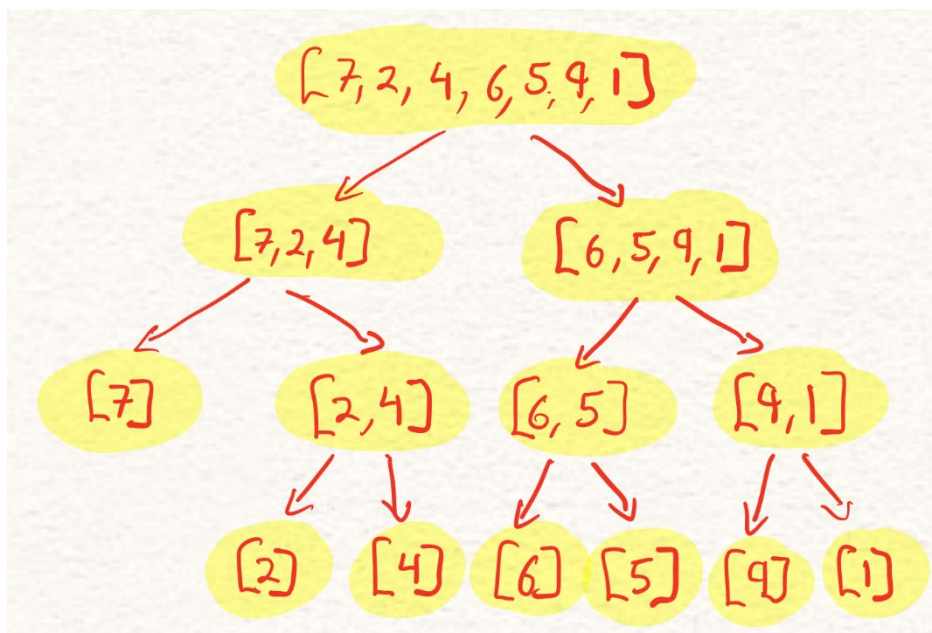 [7, 2, 4, 6, 5, 9, 1]
[7, 2, 4] [6, 5, 9, 1]
[7] [2, 4] [6, 5] [9, 1]
[2] [4] [6] [5] [9] [1]